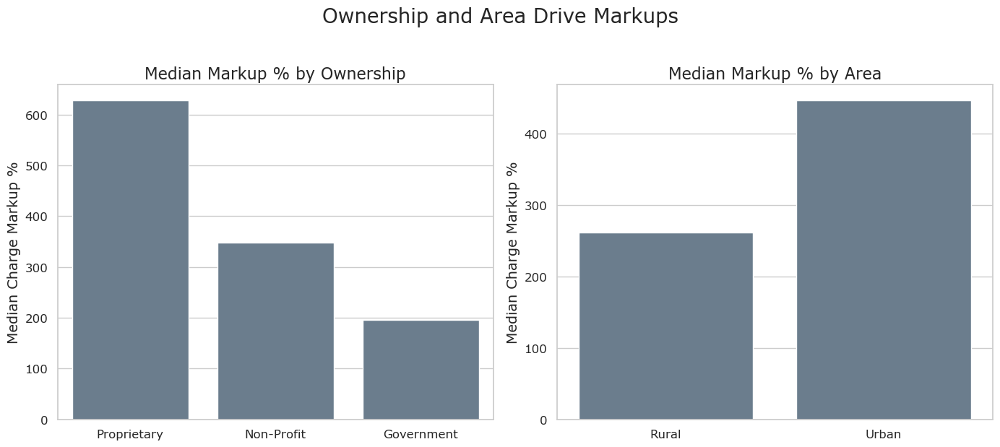 Ownership and Area Drive Markups
Median Markup % by Ownership
Median Charge Markup %
600
500
400
300
200
100
0
Proprietary
Non-Profit
Government
Median Markup % by Area
Median Charge Markup %
400
300
200
100
0
Rural
Urban